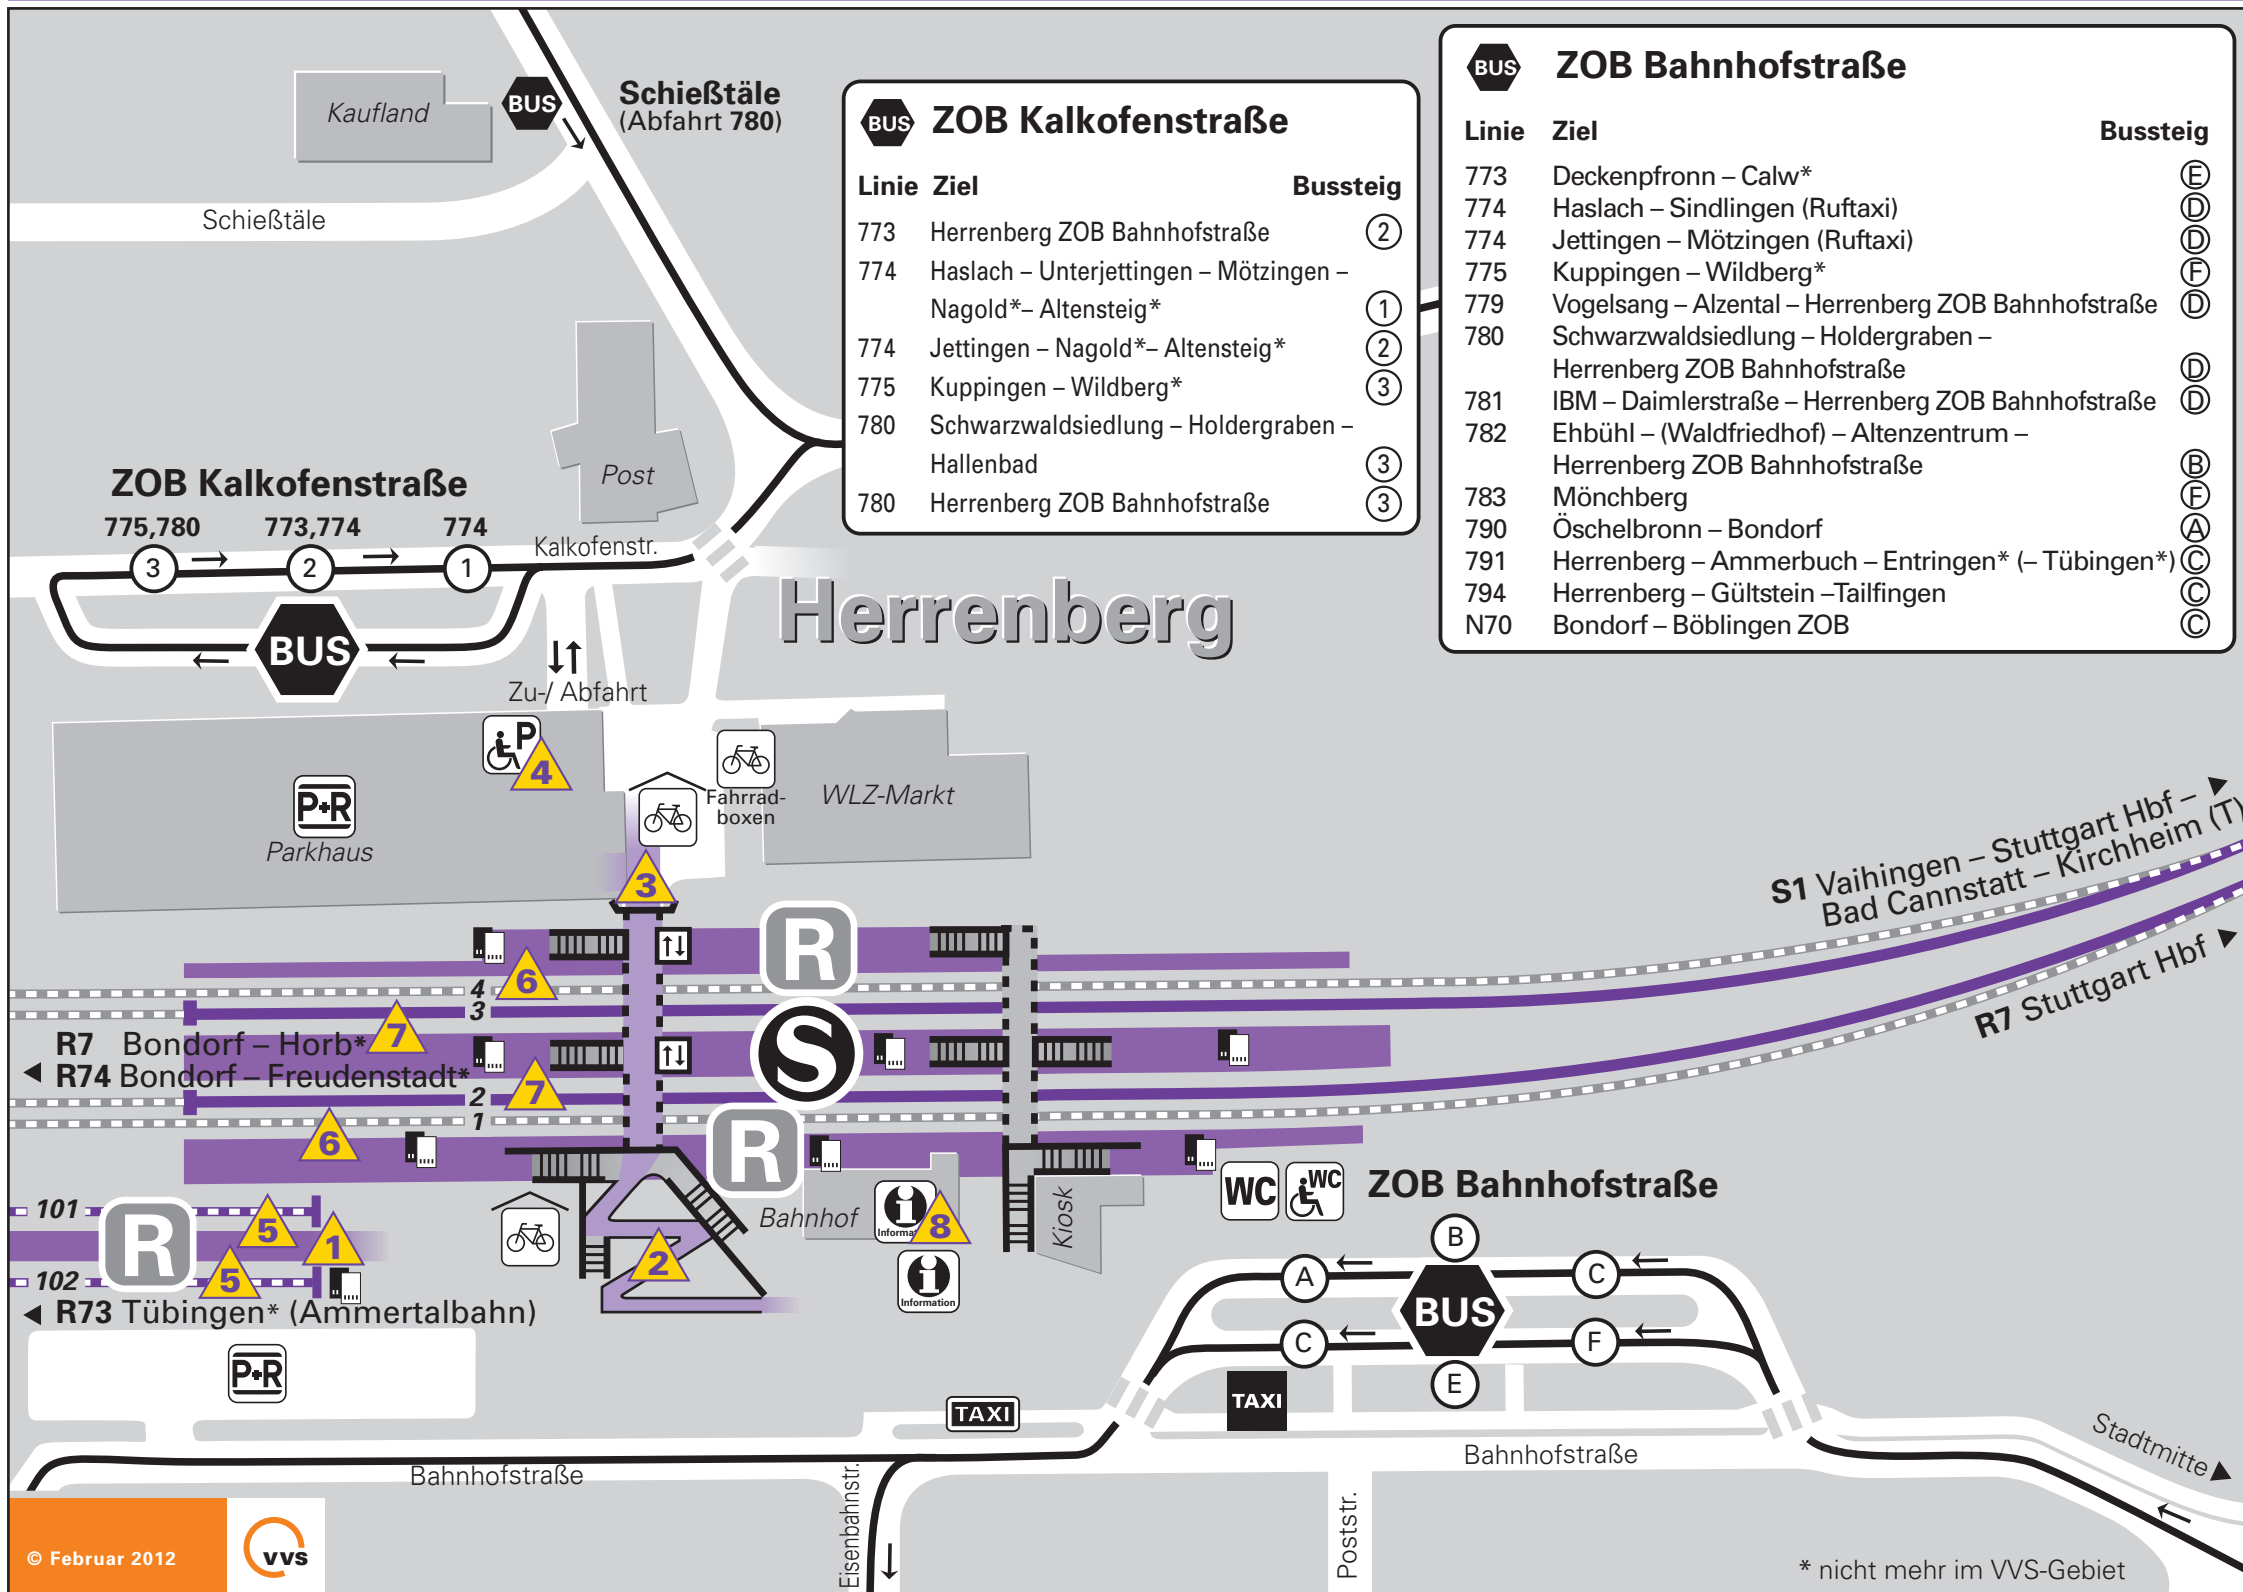 Kaufland
BUS
Schießtäle
(Abfahrt 780)
Schießtäle
BUS ZOB Kalkofenstraße
Linie Ziel Bussteig
773 Herrenberg ZOB Bahnhofstraße 2
774 Haslach – Unterjettingen – Mötzingen –
Nagold*– Altensteig* 1
774 Jettingen – Nagold*– Altensteig* 2
775 Kuppingen – Wildberg* 3
780 Schwarzwaldsiedlung – Holdergraben –
Hallenbad 3
780 Herrenberg ZOB Bahnhofstraße 3
BUS ZOB Bahnhofstraße
Linie Ziel Bussteig
773 Deckenpfronn – Calw* E
774 Haslach – Sindlingen (Ruftaxi) D
774 Jettingen – Mötzingen (Ruftaxi) D
775 Kuppingen – Wildberg* F
779 Vogelsang – Alzental – Herrenberg ZOB Bahnhofstraße D
780 Schwarzwaldsiedlung – Holdergraben –
Herrenberg ZOB Bahnhofstraße D
781 IBM – Daimlerstraße – Herrenberg ZOB Bahnhofstraße D
782 Ehbühl – (Waldfriedhof) – Altenzentrum –
Herrenberg ZOB Bahnhofstraße B
783 Mönchberg F
790 Öschelbronn – Bondorf A
791 Herrenberg – Ammerbuch – Entringen* (– Tübingen*) C
794 Herrenberg – Gültstein –Tailfingen C
N70 Bondorf – Böblingen ZOB C
Post
ZOB Kalkofenstraße
775,780 773,774 774
3 2 1
Kalkofenstr.
BUS
Herrenberg
Zu-/ Abfahrt
P
4
P+R
Parkhaus
Fahrrad-
boxen
WLZ-Markt
3
S1 Vaihingen – Stuttgart Hbf –
Bad Cannstatt – Kirchheim (T)
R7 Stuttgart Hbf
R
6
4
3
7
S
R7 Bondorf – Horb*
R74 Bondorf – Freudenstadt*
7
2
1
6
R
WC
WC
ZOB Bahnhofstraße
101
R
5
1
5
102
R73 Tübingen* (Ammertalbahn)
2
Bahnhof
i
Information
8
i
Information
Kiosk
B
A
C
BUS
C
F
E
P+R
TAXI
TAXI
Bahnhofstraße
Bahnhofstraße
Stadtmitte
Eisenbahnstr.
Poststr.
© Februar 2012
VVS
* nicht mehr im VVS-Gebiet